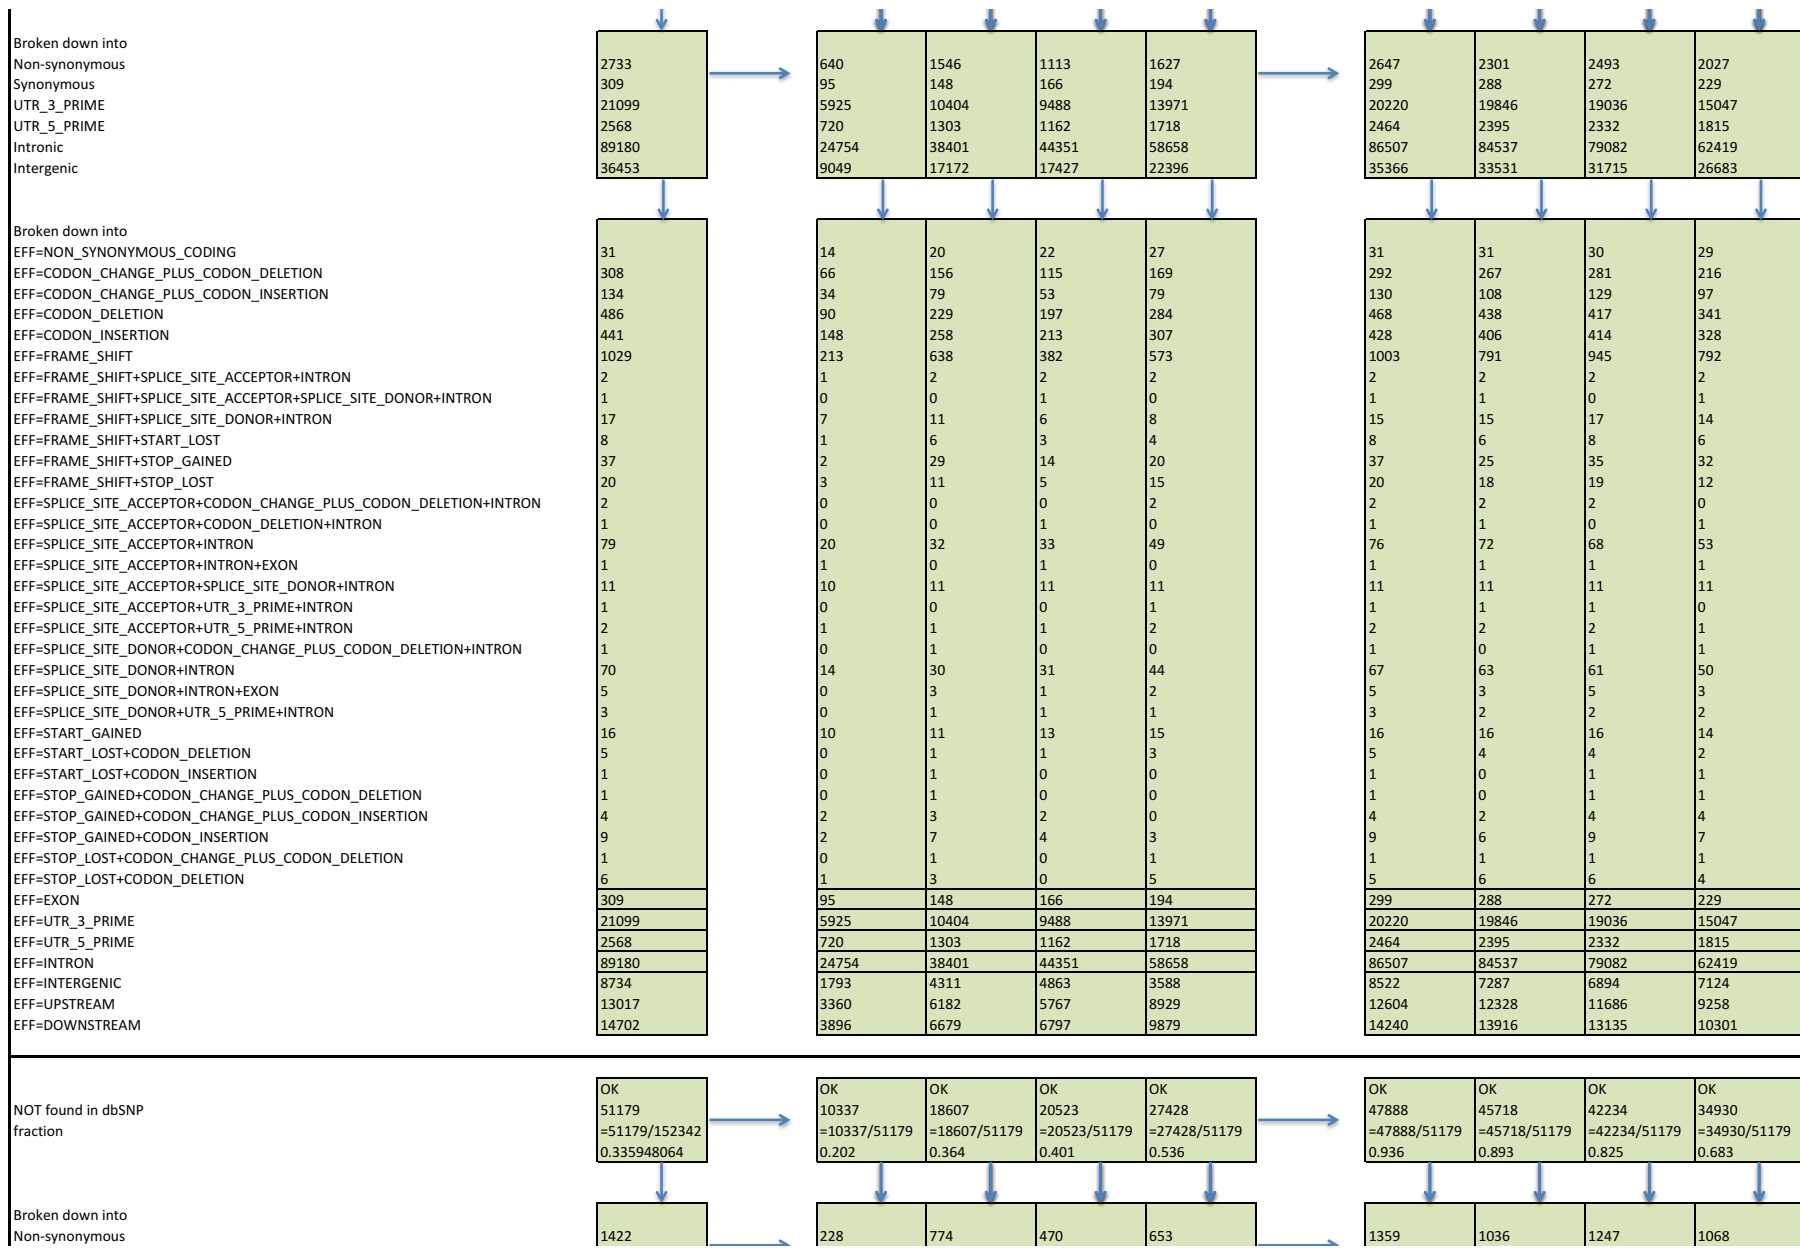 Broken down into
Non-synonymous 2733 640 1546 1113 1627 2647 2301 2493 2027
Synonymous 309 95 148 166 194 299 288 272 229
UTR_3_PRIME 21099 5925 10404 9488 13971 20220 19846 19036 15047
UTR_5_PRIME 2568 720 1303 1162 1718 2464 2395 2332 1815
Intronic 89180 24754 38401 44351 58658 86507 84537 79082 62419
Intergenic 36453 9049 17172 17427 22396 35366 33531 31715 26683
Broken down into
EFF=NON_SYNONYMOUS_CODING 31 14 20 22 27 31 31 30 29
EFF=CODON_CHANGE_PLUS_CODON_DELETION 308 66 156 115 169 292 267 281 216
EFF=CODON_CHANGE_PLUS_CODON_INSERTION 134 34 79 53 79 130 108 129 97
EFF=CODON_DELETION 486 90 229 197 284 468 438 417 341
EFF=CODON_INSERTION 441 148 258 213 307 428 406 414 328
EFF=FRAME_SHIFT 1029 213 638 382 573 1003 791 945 792
EFF=FRAME_SHIFT+SPLICE_SITE_ACCEPTOR+INTRON 2 1 2 2 2 2 2 2 2
EFF=FRAME_SHIFT+SPLICE_SITE_ACCEPTOR+SPLICE_SITE_DONOR+INTRON 1 0 0 1 0 1 1 0 1
EFF=FRAME_SHIFT+SPLICE_SITE_DONOR+INTRON 17 7 11 6 8 15 15 17 14
EFF=FRAME_SHIFT+START_LOST 8 1 6 3 4 8 6 8 6
EFF=FRAME_SHIFT+STOP_GAINED 37 2 29 14 20 37 25 35 32
EFF=FRAME_SHIFT+STOP_LOST 20 3 11 5 15 20 18 19 12
EFF=SPLICE_SITE_ACCEPTOR+CODON_CHANGE_PLUS_CODON_DELETION+INTRON 2 0 0 0 2 2 2 2 0
EFF=SPLICE_SITE_ACCEPTOR+CODON_DELETION+INTRON 1 0 0 1 0 1 1 0 1
EFF=SPLICE_SITE_ACCEPTOR+INTRON 79 20 32 33 49 76 72 68 53
EFF=SPLICE_SITE_ACCEPTOR+INTRON+EXON 1 1 0 1 0 1 1 1 1
EFF=SPLICE_SITE_ACCEPTOR+SPLICE_SITE_DONOR+INTRON 11 10 11 11 11 11 11 11 11
EFF=SPLICE_SITE_ACCEPTOR+UTR_3_PRIME+INTRON 1 0 0 0 1 1 1 1 0
EFF=SPLICE_SITE_ACCEPTOR+UTR_5_PRIME+INTRON 2 1 1 1 2 2 2 2 1
EFF=SPLICE_SITE_DONOR+CODON_CHANGE_PLUS_CODON_DELETION+INTRON 1 0 1 0 0 1 0 1 1
EFF=SPLICE_SITE_DONOR+INTRON 70 14 30 31 44 67 63 61 50
EFF=SPLICE_SITE_DONOR+INTRON+EXON 5 0 3 1 2 5 3 5 3
EFF=SPLICE_SITE_DONOR+UTR_5_PRIME+INTRON 3 0 1 1 1 3 2 2 2
EFF=START_GAINED 16 10 11 13 15 16 16 16 14
EFF=START_LOST+CODON_DELETION 5 0 1 1 3 5 4 4 2
EFF=START_LOST+CODON_INSERTION 1 0 1 0 0 1 0 1 1
EFF=STOP_GAINED+CODON_CHANGE_PLUS_CODON_DELETION 1 0 1 0 0 1 0 1 1
EFF=STOP_GAINED+CODON_CHANGE_PLUS_CODON_INSERTION 4 2 3 2 0 4 2 4 4
EFF=STOP_GAINED+CODON_INSERTION 9 2 7 4 3 9 6 9 7
EFF=STOP_LOST+CODON_CHANGE_PLUS_CODON_DELETION 1 0 1 0 1 1 1 1 1
EFF=STOP_LOST+CODON_DELETION 6 1 3 0 5 5 6 6 4
EFF=EXON 309 95 148 166 194 299 288 272 229
EFF=UTR_3_PRIME 21099 5925 10404 9488 13971 20220 19846 19036 15047
EFF=UTR_5_PRIME 2568 720 1303 1162 1718 2464 2395 2332 1815
EFF=INTRON 89180 24754 38401 44351 58658 86507 84537 79082 62419
EFF=INTERGENIC 8734 1793 4311 4863 3588 8522 7287 6894 7124
EFF=UPSTREAM 13017 3360 6182 5767 8929 12604 12328 11686 9258
EFF=DOWNSTREAM 14702 3896 6679 6797 9879 14240 13916 13135 10301
OK OK OK OK OK OK OK OK OK
NOT found in dbSNP 51179 10337 18607 20523 27428 47888 45718 42234 34930
fraction =51179/152342 =10337/51179 =18607/51179 =20523/51179 =27428/51179 =47888/51179 =45718/51179 =42234/51179 =34930/51179
0.335948064 0.202 0.364 0.401 0.536 0.936 0.893 0.825 0.683
Broken down into
Non-synonymous 1422 228 774 470 653 1359 1036 1247 1068